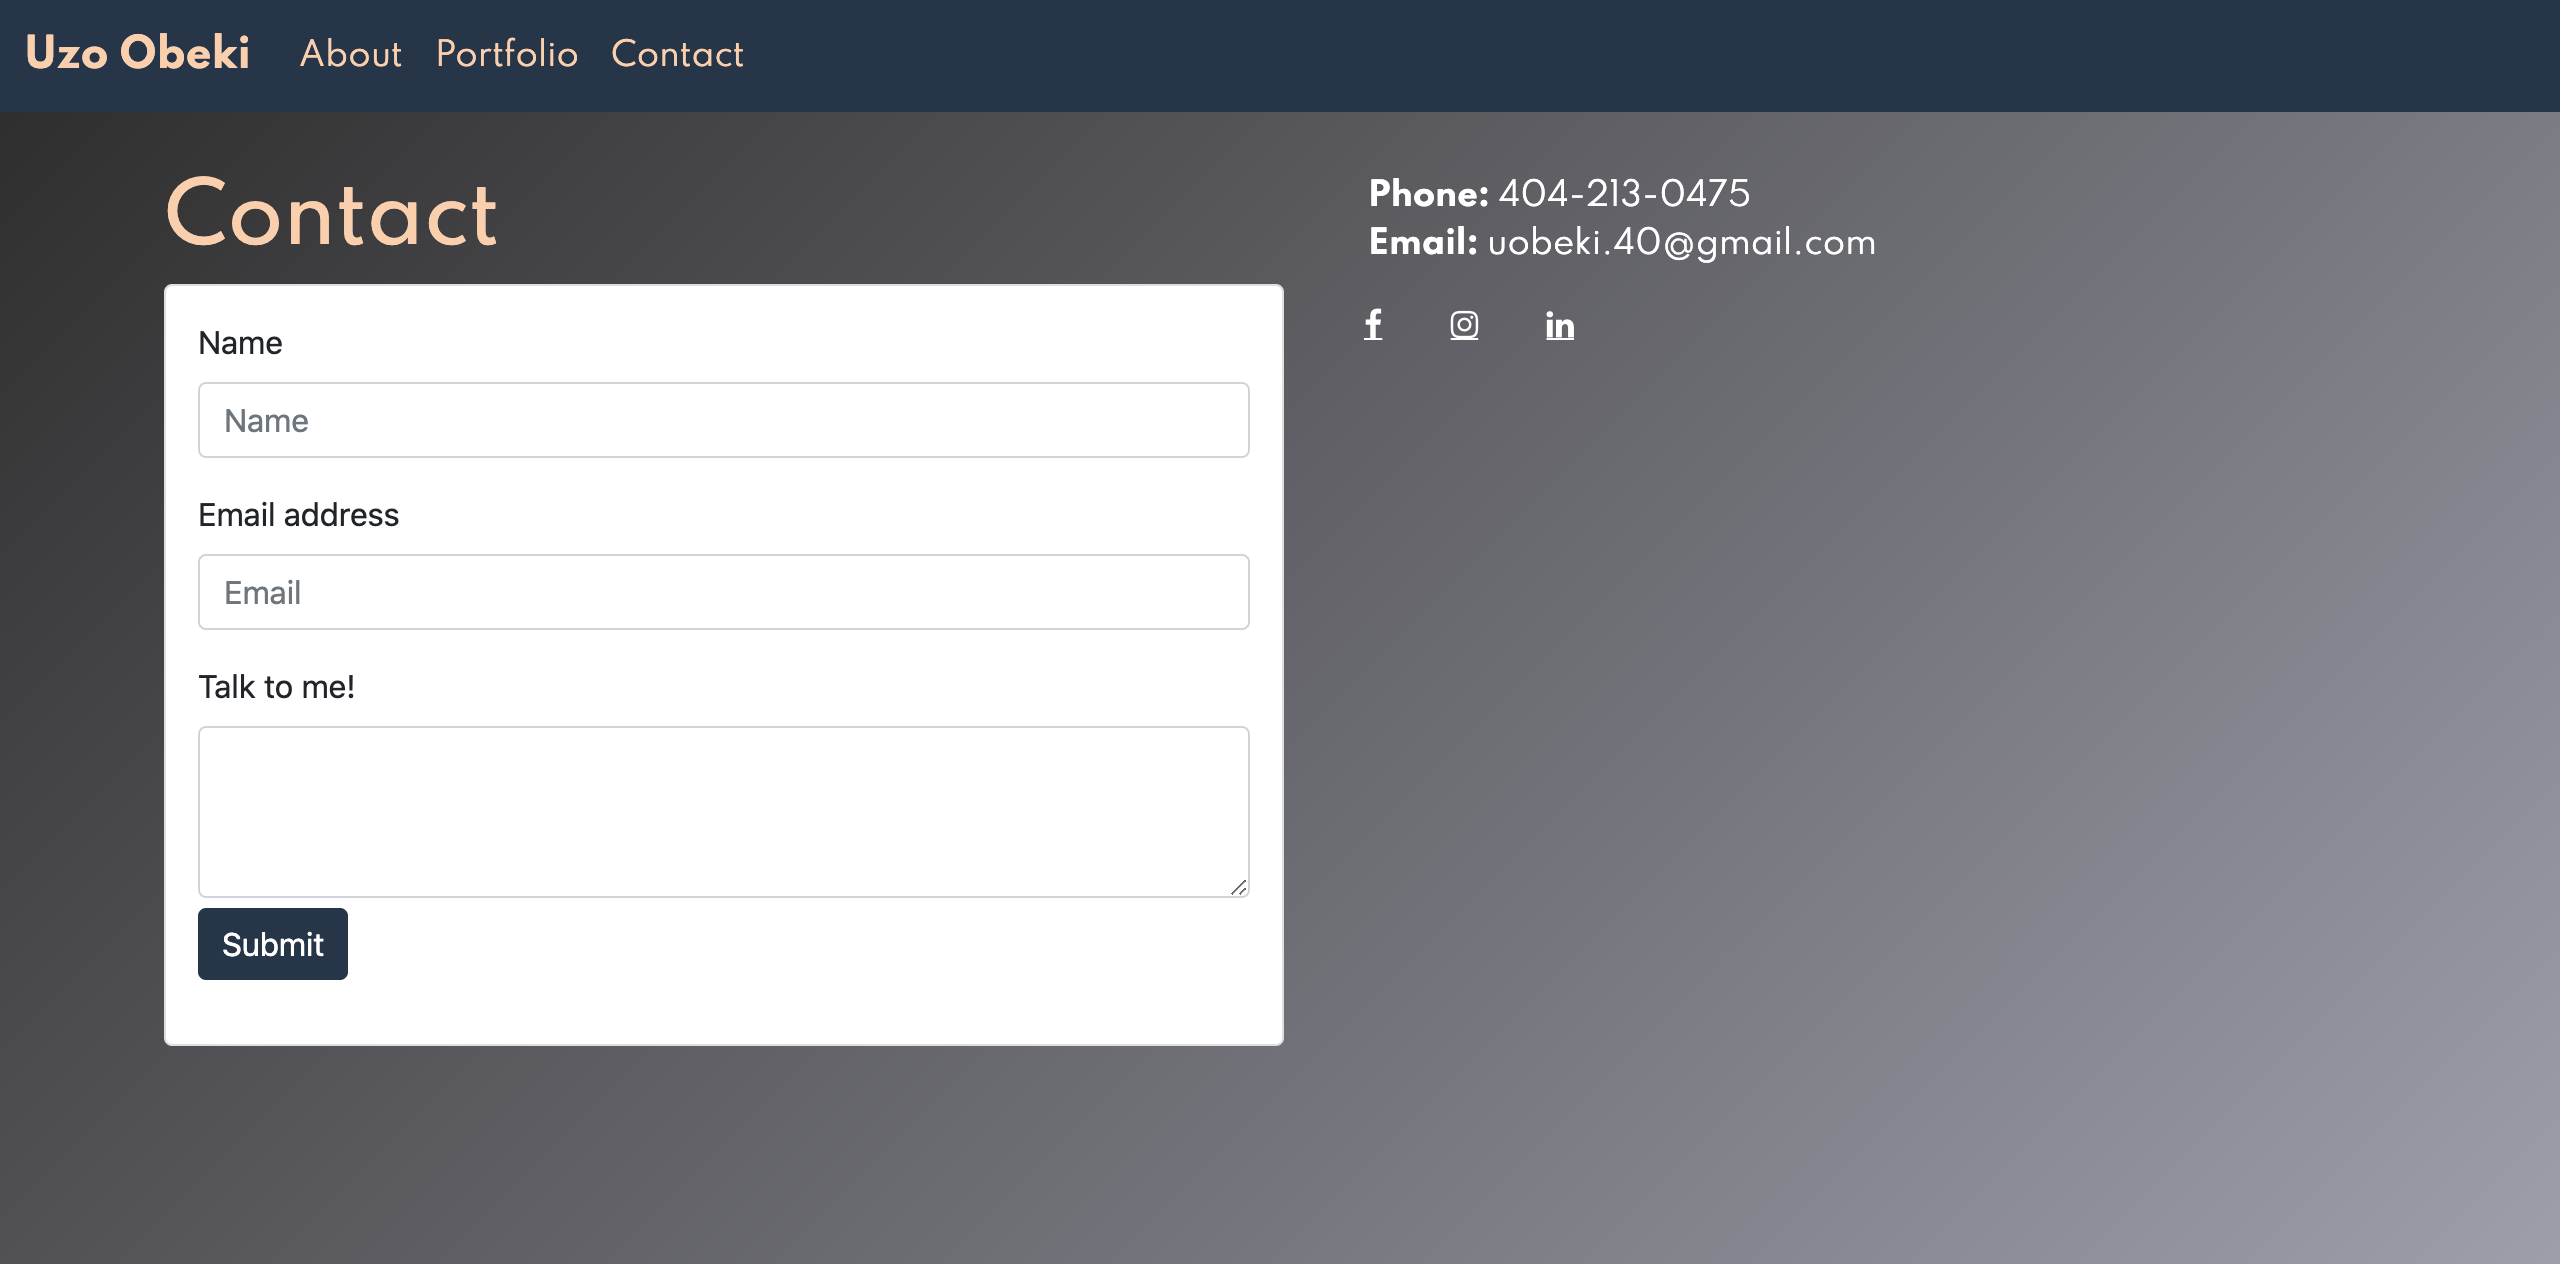 Uzo Obeki About Portfolio Contact
Contact
Name
Name
Email address
Email
Talk to me!
Submit
Phone: 404-213-0475
Email: uobeki.40@gmail.com